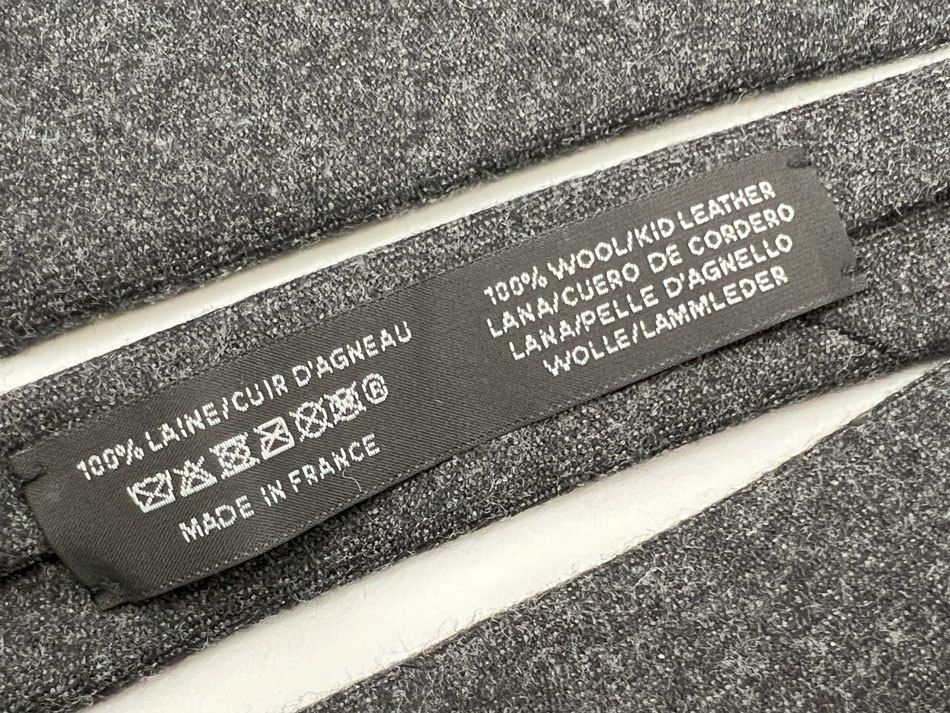 100% LAINE/CUIR D'AGNEAU
®
MADE IN FRANCE
100% WOOL/KID LEATHER
LANA/CUERO DE CORDERO
LANA/PELLE D'AGNELLO
WOLLE/LAMMLEDER